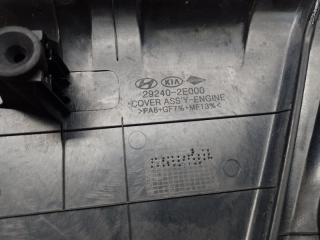 KIA
29240-2E000
COVER ASS'Y-ENGINE
>PA6+GF7%+MF13%<